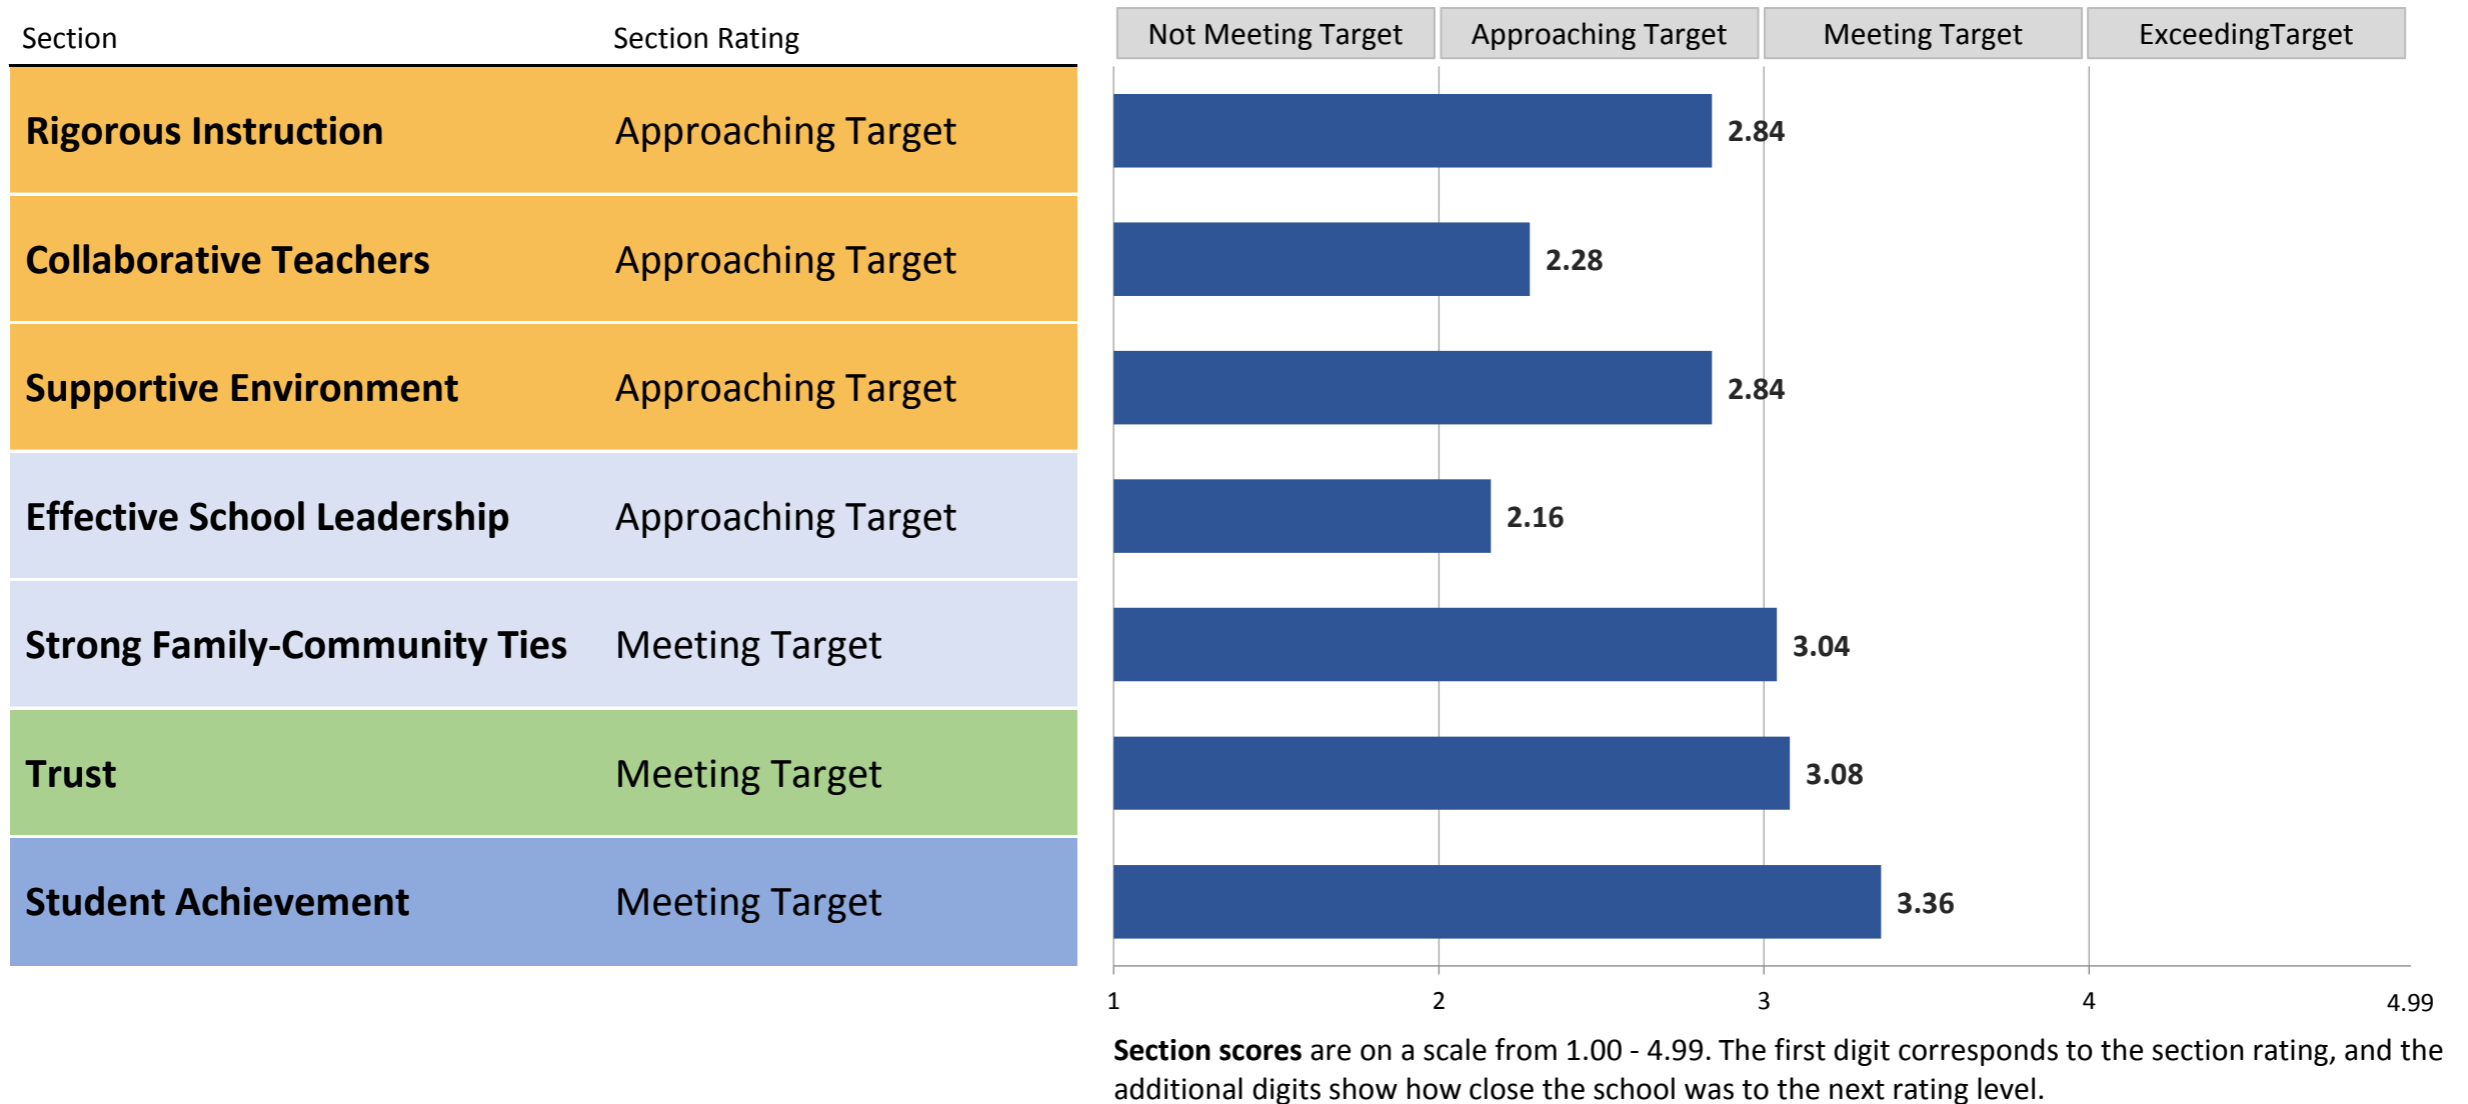 Section Section Rating Not Meeting Target Approaching Target Meeting Target ExceedingTarget
Rigorous Instruction Approaching Target 2.84
Collaborative Teachers Approaching Target 2.28
Supportive Environment Approaching Target 2.84
Effective School Leadership Approaching Target 2.16
Strong Family-Community Ties Meeting Target 3.04
Trust Meeting Target 3.08
Student Achievement Meeting Target 3.36
1 2 3 4 4.99
Section scores are on a scale from 1.00 - 4.99. The first digit corresponds to the section rating, and the
additional digits show how close the school was to the next rating level.